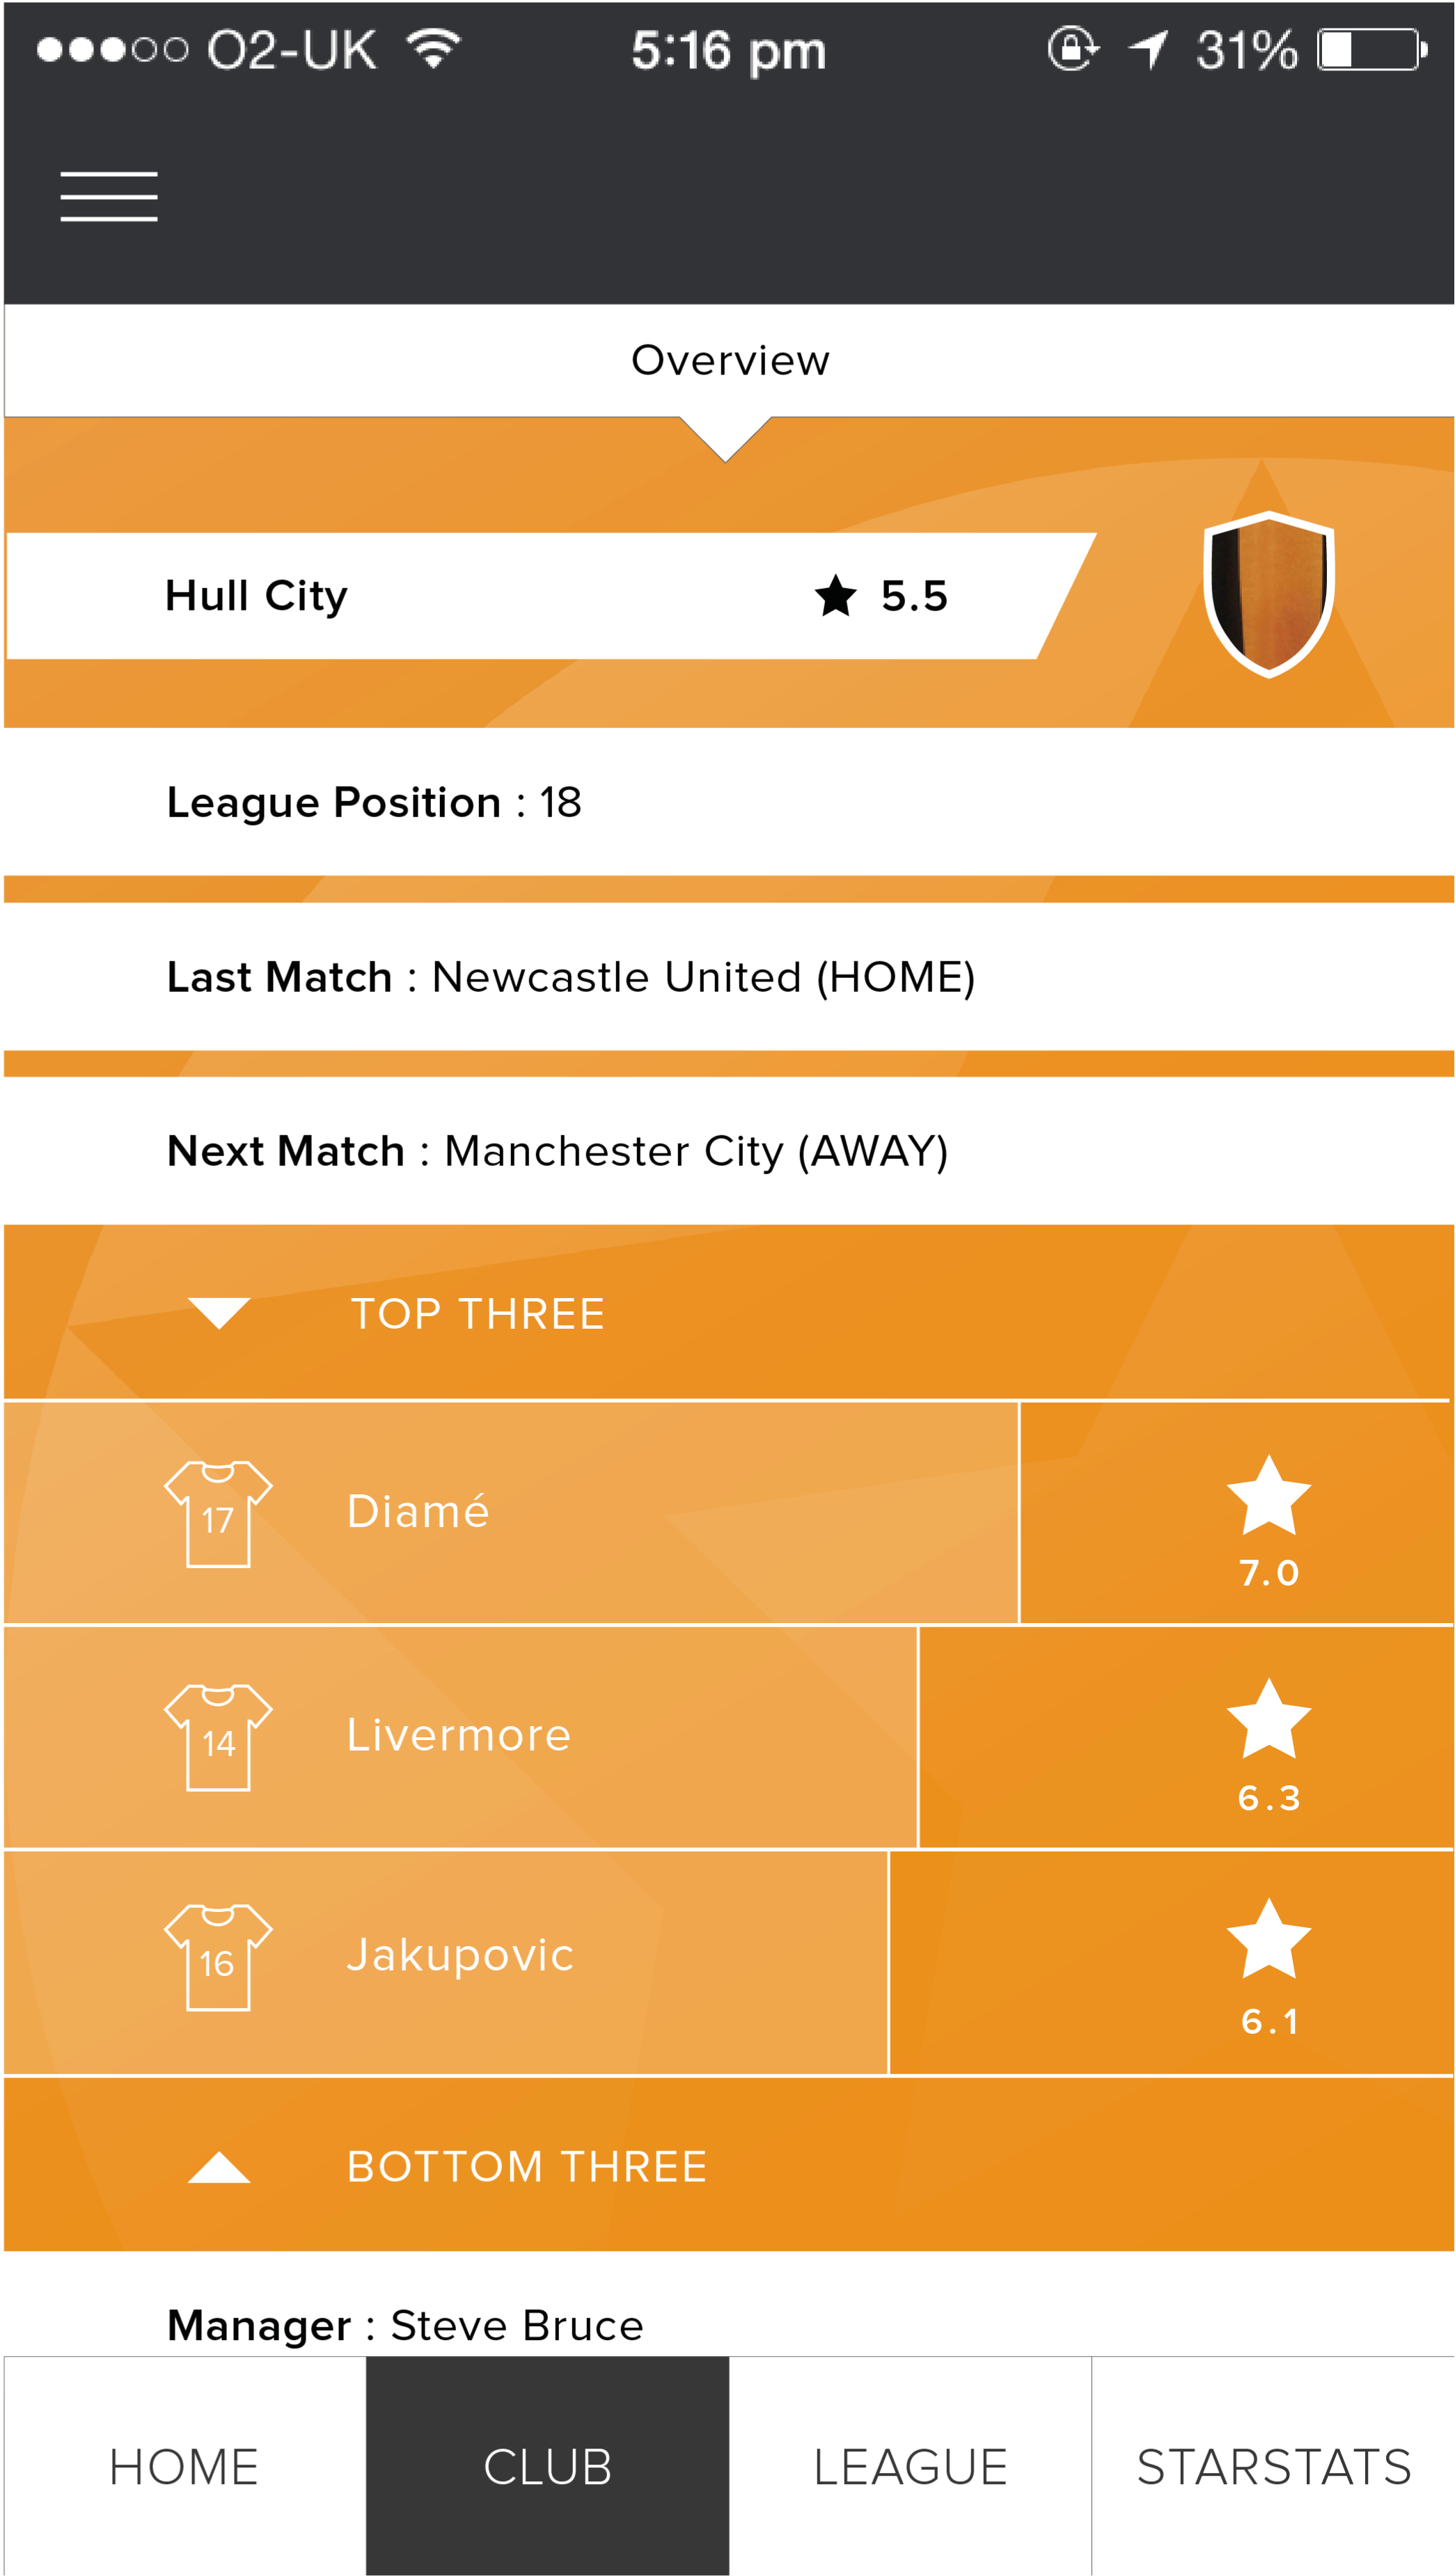 O2-UK 5:16 pm 31%
Overview
Hull City 5.5
League Position : 18
Last Match : Newcastle United (HOME)
Next Match : Manchester City (AWAY)
TOP THREE
17 Diamé 7.0
14 Livermore 6.3
16 Jakupovic 6.1
BOTTOM THREE
Manager : Steve Bruce
HOME CLUB LEAGUE STARSTATS